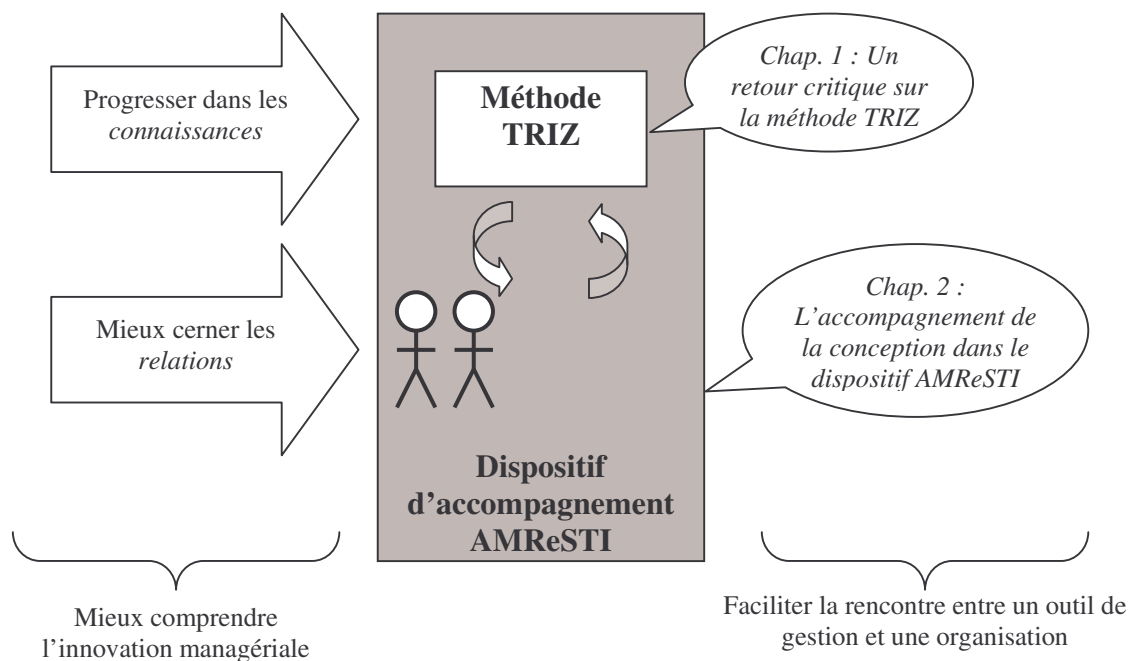 Progresser dans les
connaissances
Méthode
TRIZ
Chap. 1 : Un
retour critique sur
la méthode TRIZ
Mieux cerner les
relations
Chap. 2 :
L’accompagnement de
la conception dans le
dispositif AMReSTI
Dispositif
d’accompagnement
AMReSTI
Mieux comprendre
l’innovation managériale
Faciliter la rencontre entre un outil de
gestion et une organisation